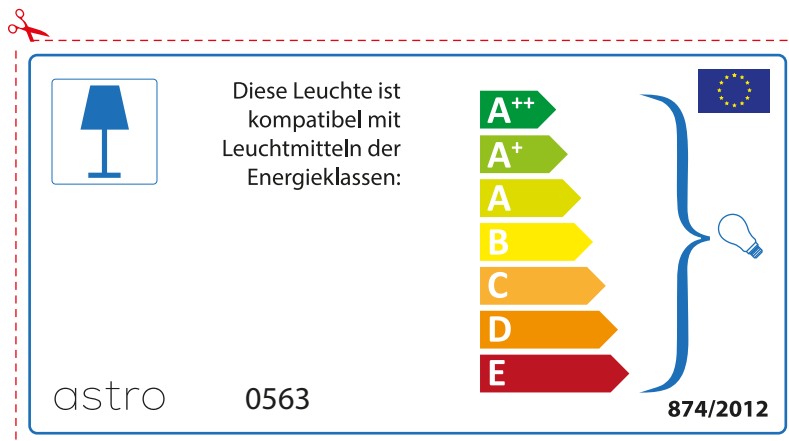 Diese Leuchte ist
kompatibel mit
Leuchtmitteln der
Energieklassen:
A++
A+
A
B
C
D
E
astro
0563
874/2012